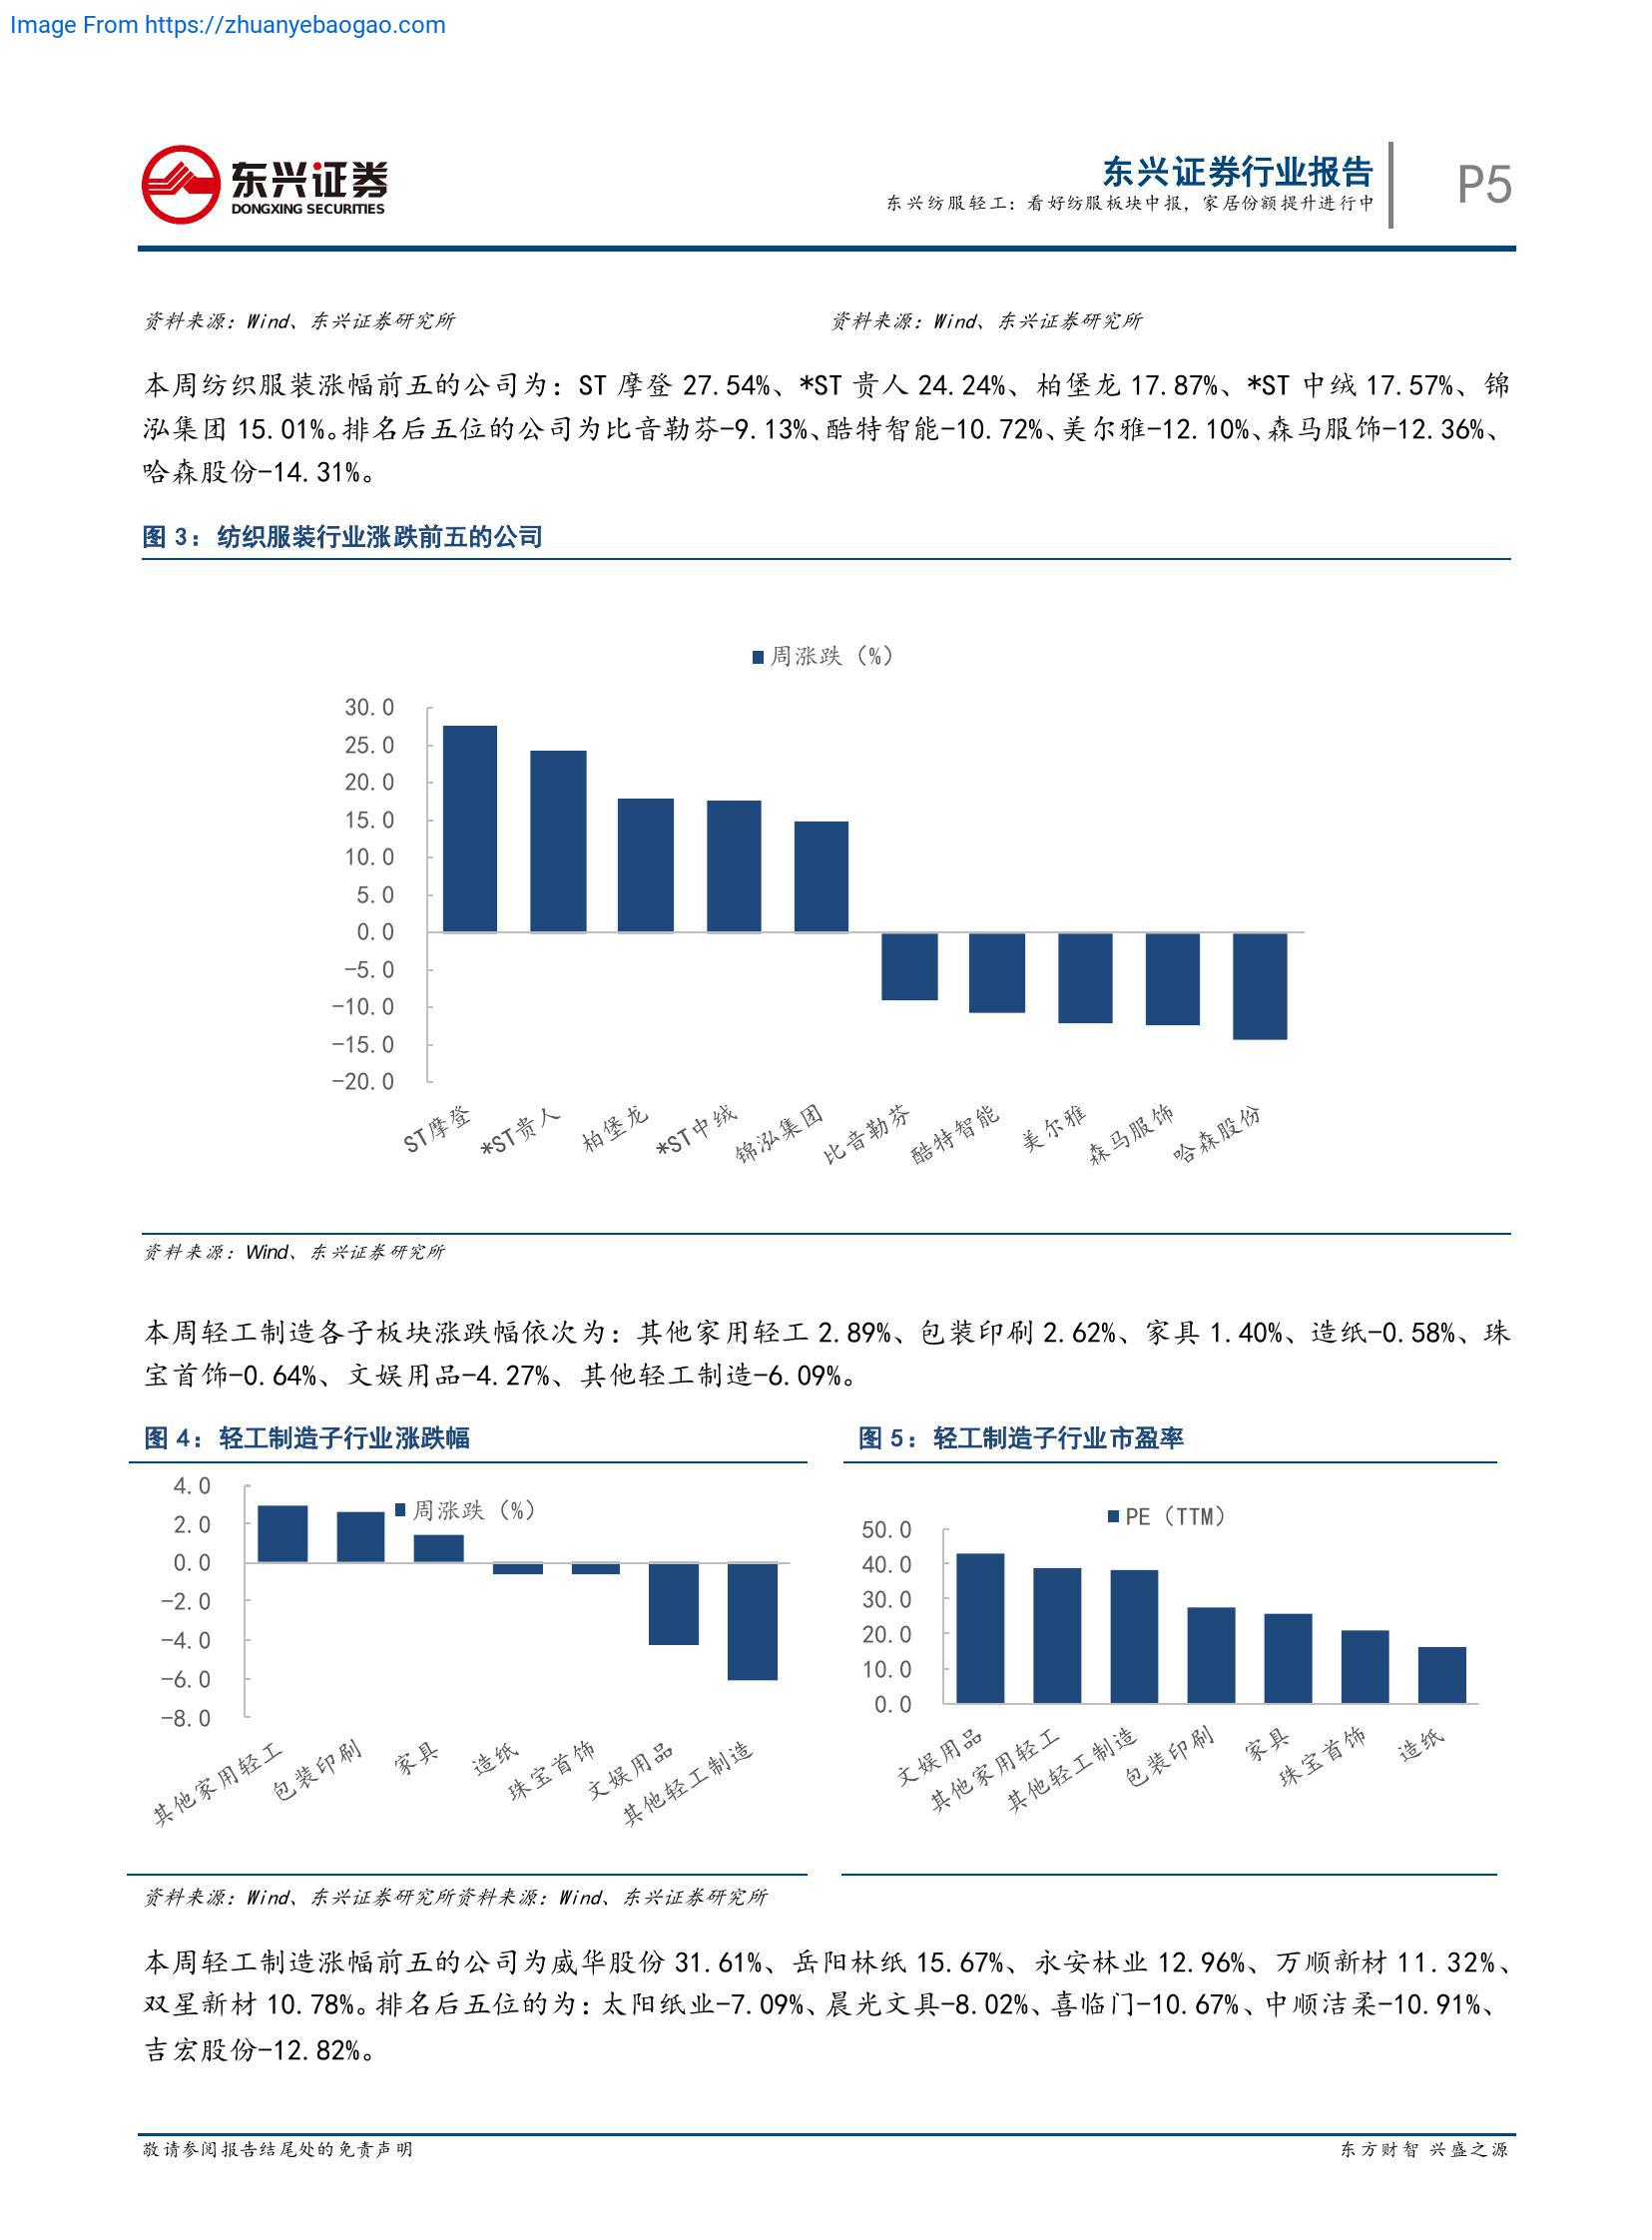 Image From https://zhuanyebaogao.com
东兴证券
DONGXING SECURITIES
东兴证券行业报告
东兴纺服轻工：看好纺服板块中报，家居份额提升进行中
P5
资料来源：Wind、东兴证券研究所
资料来源：Wind、东兴证券研究所
本周纺织服装涨幅前五的公司为：ST 摩登 27.54%、*ST 贵人 24.24%、柏堡龙 17.87%、*ST 中绒 17.57%、锦
泓集团 15.01%。排名后五位的公司为比音勒芬-9.13%、酷特智能-10.72%、美尔雅-12.10%、森马服饰-12.36%、
哈森股份-14.31%。
图 3：纺织服装行业涨跌前五的公司
周涨跌（%）
30.0
25.0
20.0
15.0
10.0
5.0
0.0
-5.0
-10.0
-15.0
-20.0
ST摩登
*ST贵人
柏堡龙
*ST中绒
锦泓集团
比音勒芬
酷特智能
美尔雅
森马服饰
哈森股份
资料来源：Wind、东兴证券研究所
本周轻工制造各子板块涨跌幅依次为：其他家用轻工 2.89%、包装印刷 2.62%、家具 1.40%、造纸-0.58%、珠
宝首饰-0.64%、文娱用品-4.27%、其他轻工制造-6.09%。
图 4：轻工制造子行业涨跌幅
周涨跌（%）
4.0
2.0
0.0
-2.0
-4.0
-6.0
-8.0
其他家用轻工
包装印刷
家具
造纸
珠宝首饰
文娱用品
其他轻工制造
图 5：轻工制造子行业市盈率
PE（TTM）
50.0
40.0
30.0
20.0
10.0
0.0
文娱用品
其他家用轻工
其他轻工制造
包装印刷
家具
珠宝首饰
造纸
资料来源：Wind、东兴证券研究所资料来源：Wind、东兴证券研究所
本周轻工制造涨幅前五的公司为威华股份 31.61%、岳阳林纸 15.67%、永安林业 12.96%、万顺新材 11.32%、
双星新材 10.78%。排名后五位的为：太阳纸业-7.09%、晨光文具-8.02%、喜临门-10.67%、中顺洁柔-10.91%、
吉宏股份-12.82%。
敬请参阅报告结尾处的免责声明
东方财智 兴盛之源